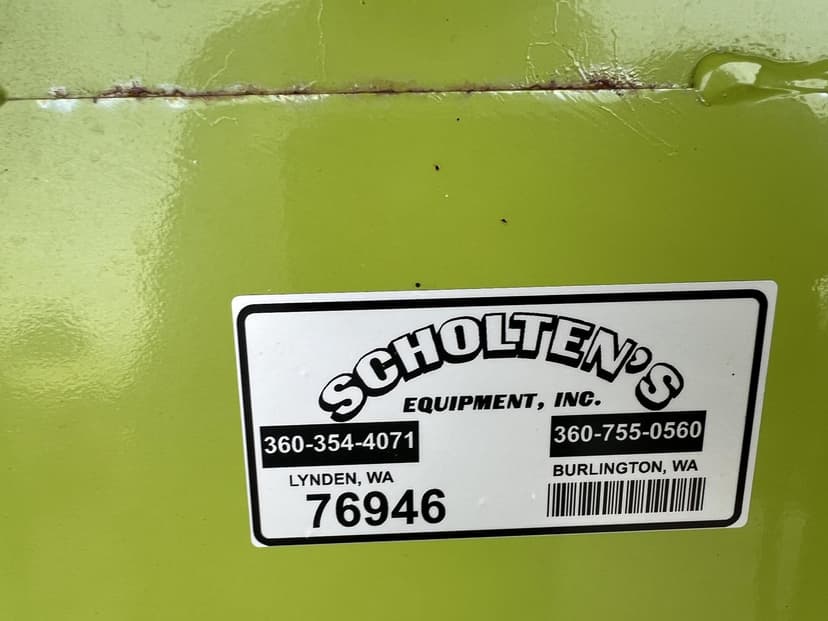 SCHOLTEN'S
EQUIPMENT, INC.
360-354-4071
LYNDEN, WA
76946
360-755-0560
BURLINGTON, WA